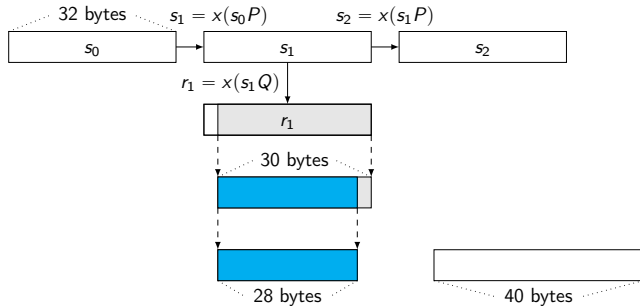 32 bytes
s₁ = x(s₀P)
s₂ = x(s₁P)
s₀
s₁
s₂
r₁ = x(s₁Q)
r₁
30 bytes
28 bytes
40 bytes